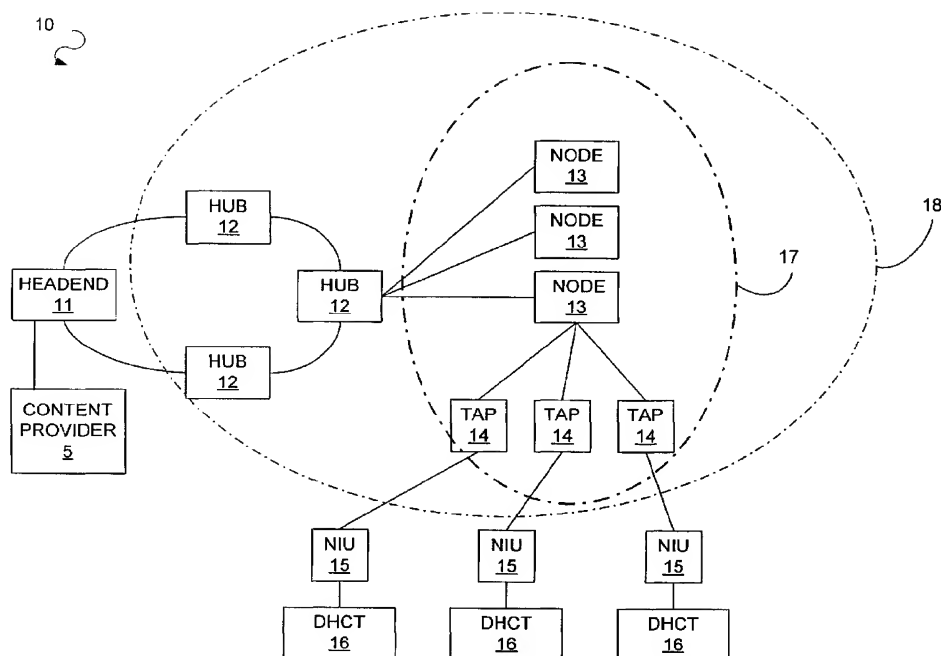 10
NODE
13
18
HUB
12
NODE
13
17
HEADEND
11
HUB
12
NODE
13
HUB
12
CONTENT
PROVIDER
5
TAP
14
TAP
14
TAP
14
NIU
15
NIU
15
NIU
15
DHCT
16
DHCT
16
DHCT
16